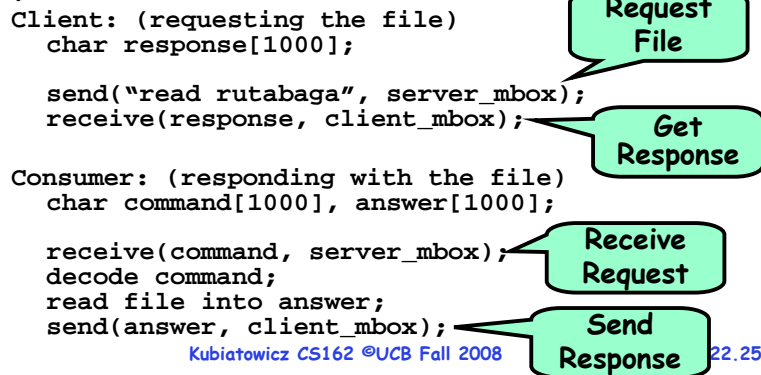 Request
File
Client: (requesting the file)
char response[1000];
send(“read rutabaga”, server_mbox);
receive(response, client_mbox);
Get
Response
Consumer: (responding with the file)
char command[1000], answer[1000];
receive(command, server_mbox);
Receive
Request
decode command;
read file into answer;
send(answer, client_mbox);
Send
Response
Kubiatowicz CS162 ©UCB Fall 2008
22.25